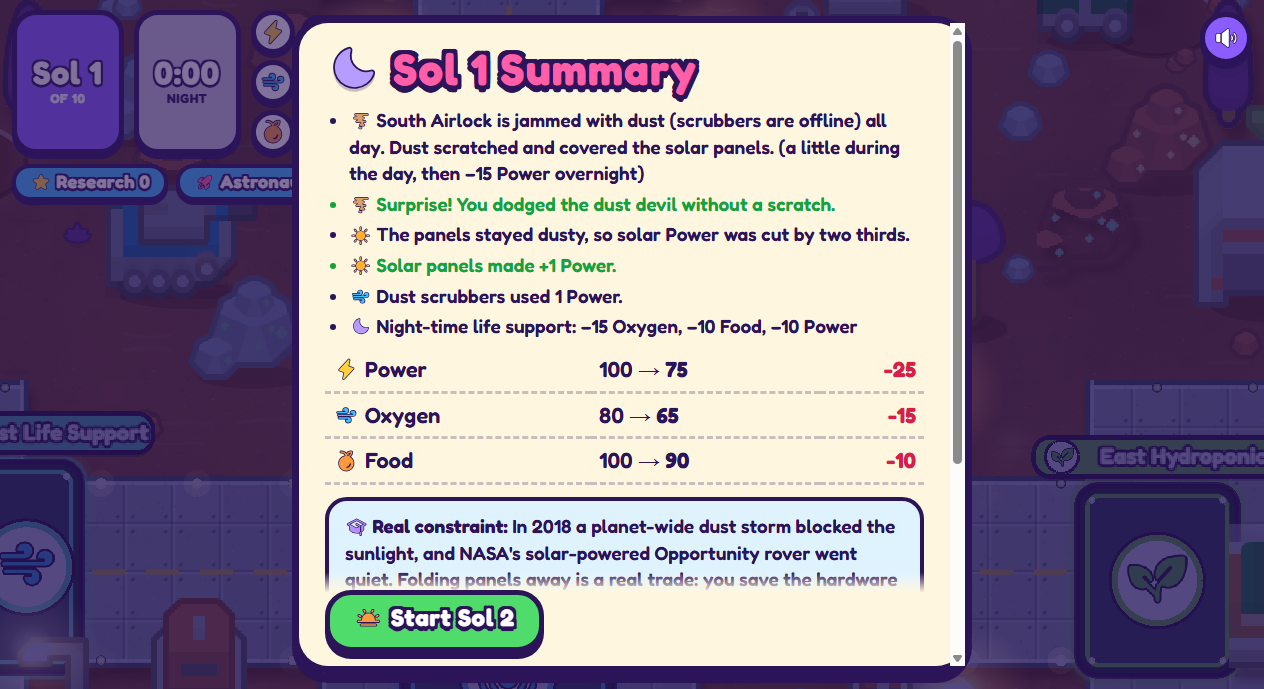 Sol 1
OF 10
0:00
NIGHT
Research 0
Astronau
Sol 1 Summary
South Airlock is jammed with dust (scrubbers are offline) all
day. Dust scratched and covered the solar panels. (a little during
the day, then −15 Power overnight)
Surprise! You dodged the dust devil without a scratch.
The panels stayed dusty, so solar Power was cut by two thirds.
Solar panels made +1 Power.
Dust scrubbers used 1 Power.
Night-time life support: −15 Oxygen, −10 Food, −10 Power
Power 100 → 75 -25
Oxygen 80 → 65 -15
Food 100 → 90 -10
Real constraint: In 2018 a planet-wide dust storm blocked the
sunlight, and NASA's solar-powered Opportunity rover went
quiet. Folding panels away is a real trade: you save the hardware
Start Sol 2
st Life Support
East Hydroponic